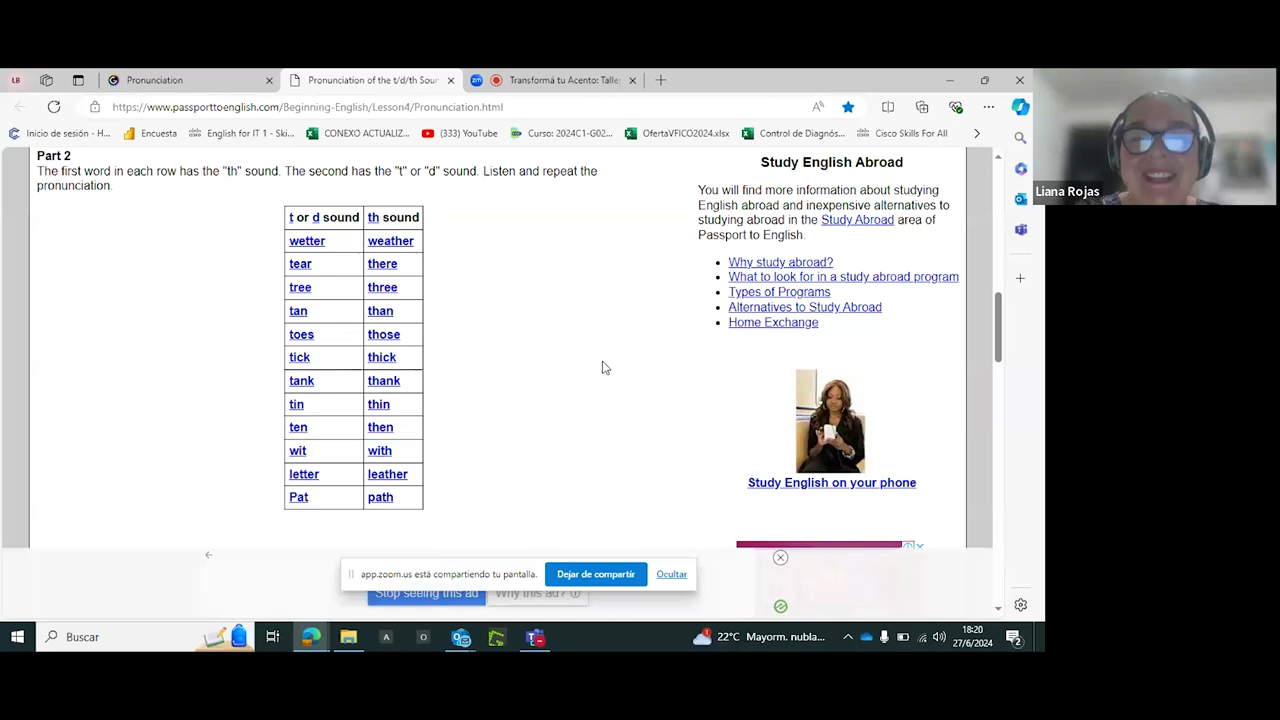 LB
Pronunciation
Pronunciation of the t/d/th Soun
zm
Transformá tu Acento: Talle
https://www.passporttoenglish.com/Beginning-English/Lesson4/Pronunciation.html
Inicio de sesión - H...
Encuesta
English for IT 1 - Ski...
CONEXO ACTUALIZ...
(333) YouTube
Curso: 2024C1-G02...
OfertaVFICO2024.xlsx
Control de Diagnós...
Cisco Skills For All
Liana Rojas
Part 2
The first word in each row has the "th" sound. The second has the "t" or "d" sound. Listen and repeat the
pronunciation.
t or d sound th sound
wetter weather
tear there
tree three
tan than
toes those
tick thick
tank thank
tin thin
ten then
wit with
letter leather
Pat path
Study English Abroad
You will find more information about studying
English abroad and inexpensive alternatives to
studying abroad in the Study Abroad area of
Passport to English.
Why study abroad?
What to look for in a study abroad program
Types of Programs
Alternatives to Study Abroad
Home Exchange
Study English on your phone
app.zoom.us está compartiendo tu pantalla. Dejar de compartir Ocultar
Stop seeing this ad Why this ad?
Buscar
A
O
22°C Mayorm. nubla...
18:20
27/6/2024
2